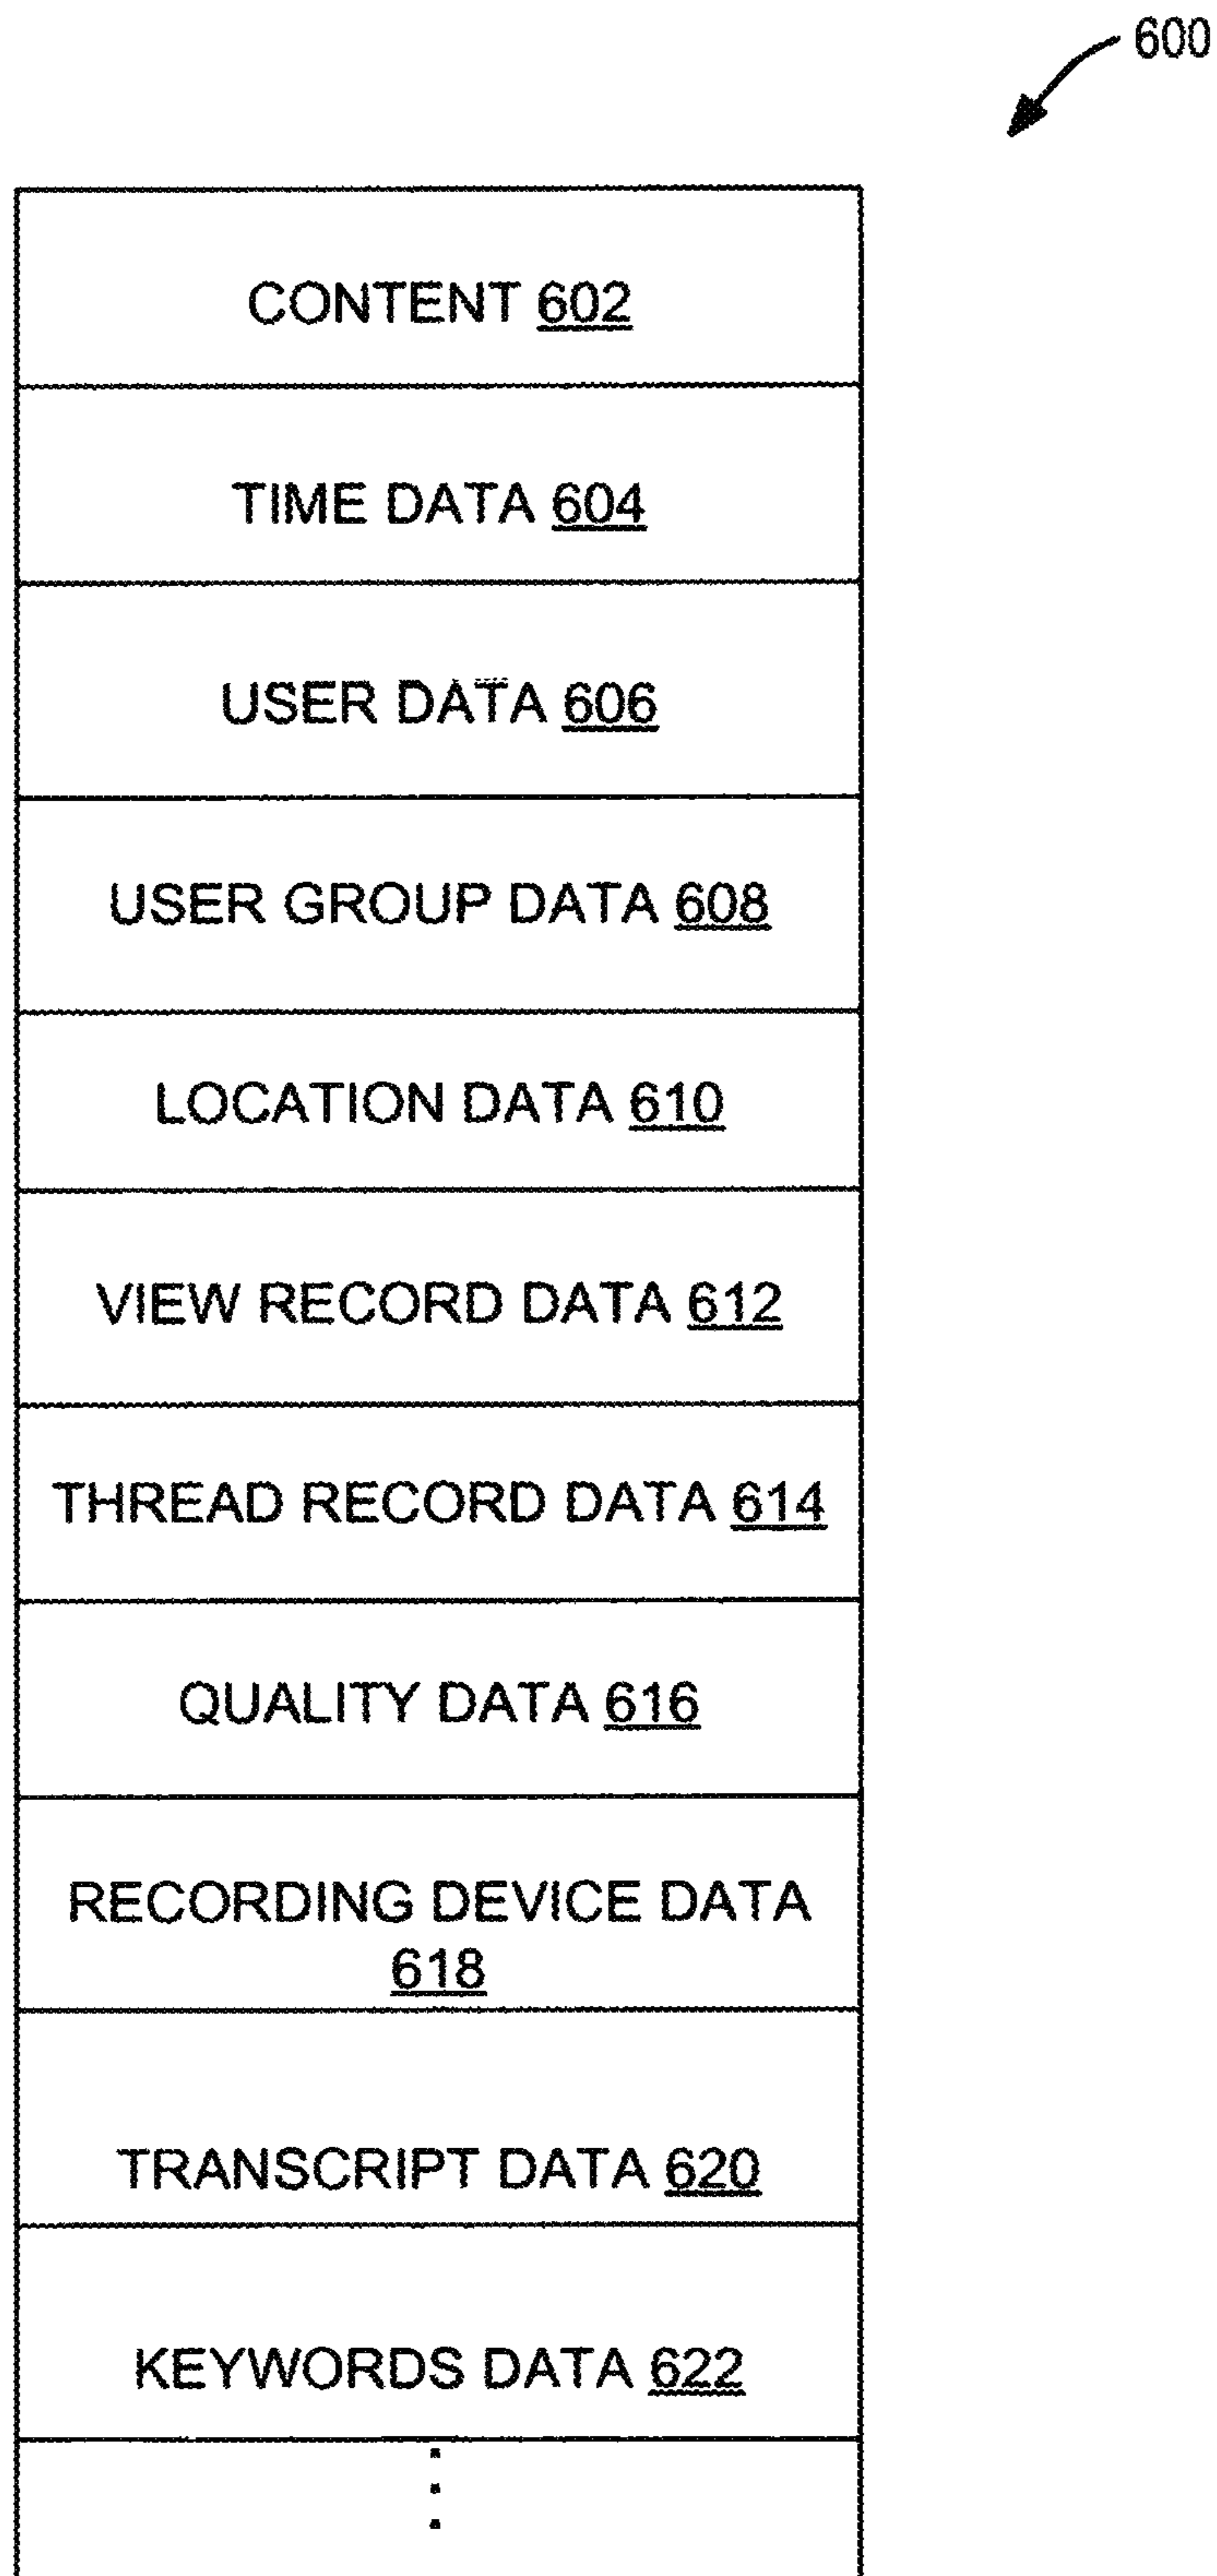 600
CONTENT 602
TIME DATA 604
USER DATA 606
USER GROUP DATA 608
LOCATION DATA 610
VIEW RECORD DATA 612
THREAD RECORD DATA 614
QUALITY DATA 616
RECORDING DEVICE DATA
618
TRANSCRIPT DATA 620
KEYWORDS DATA 622